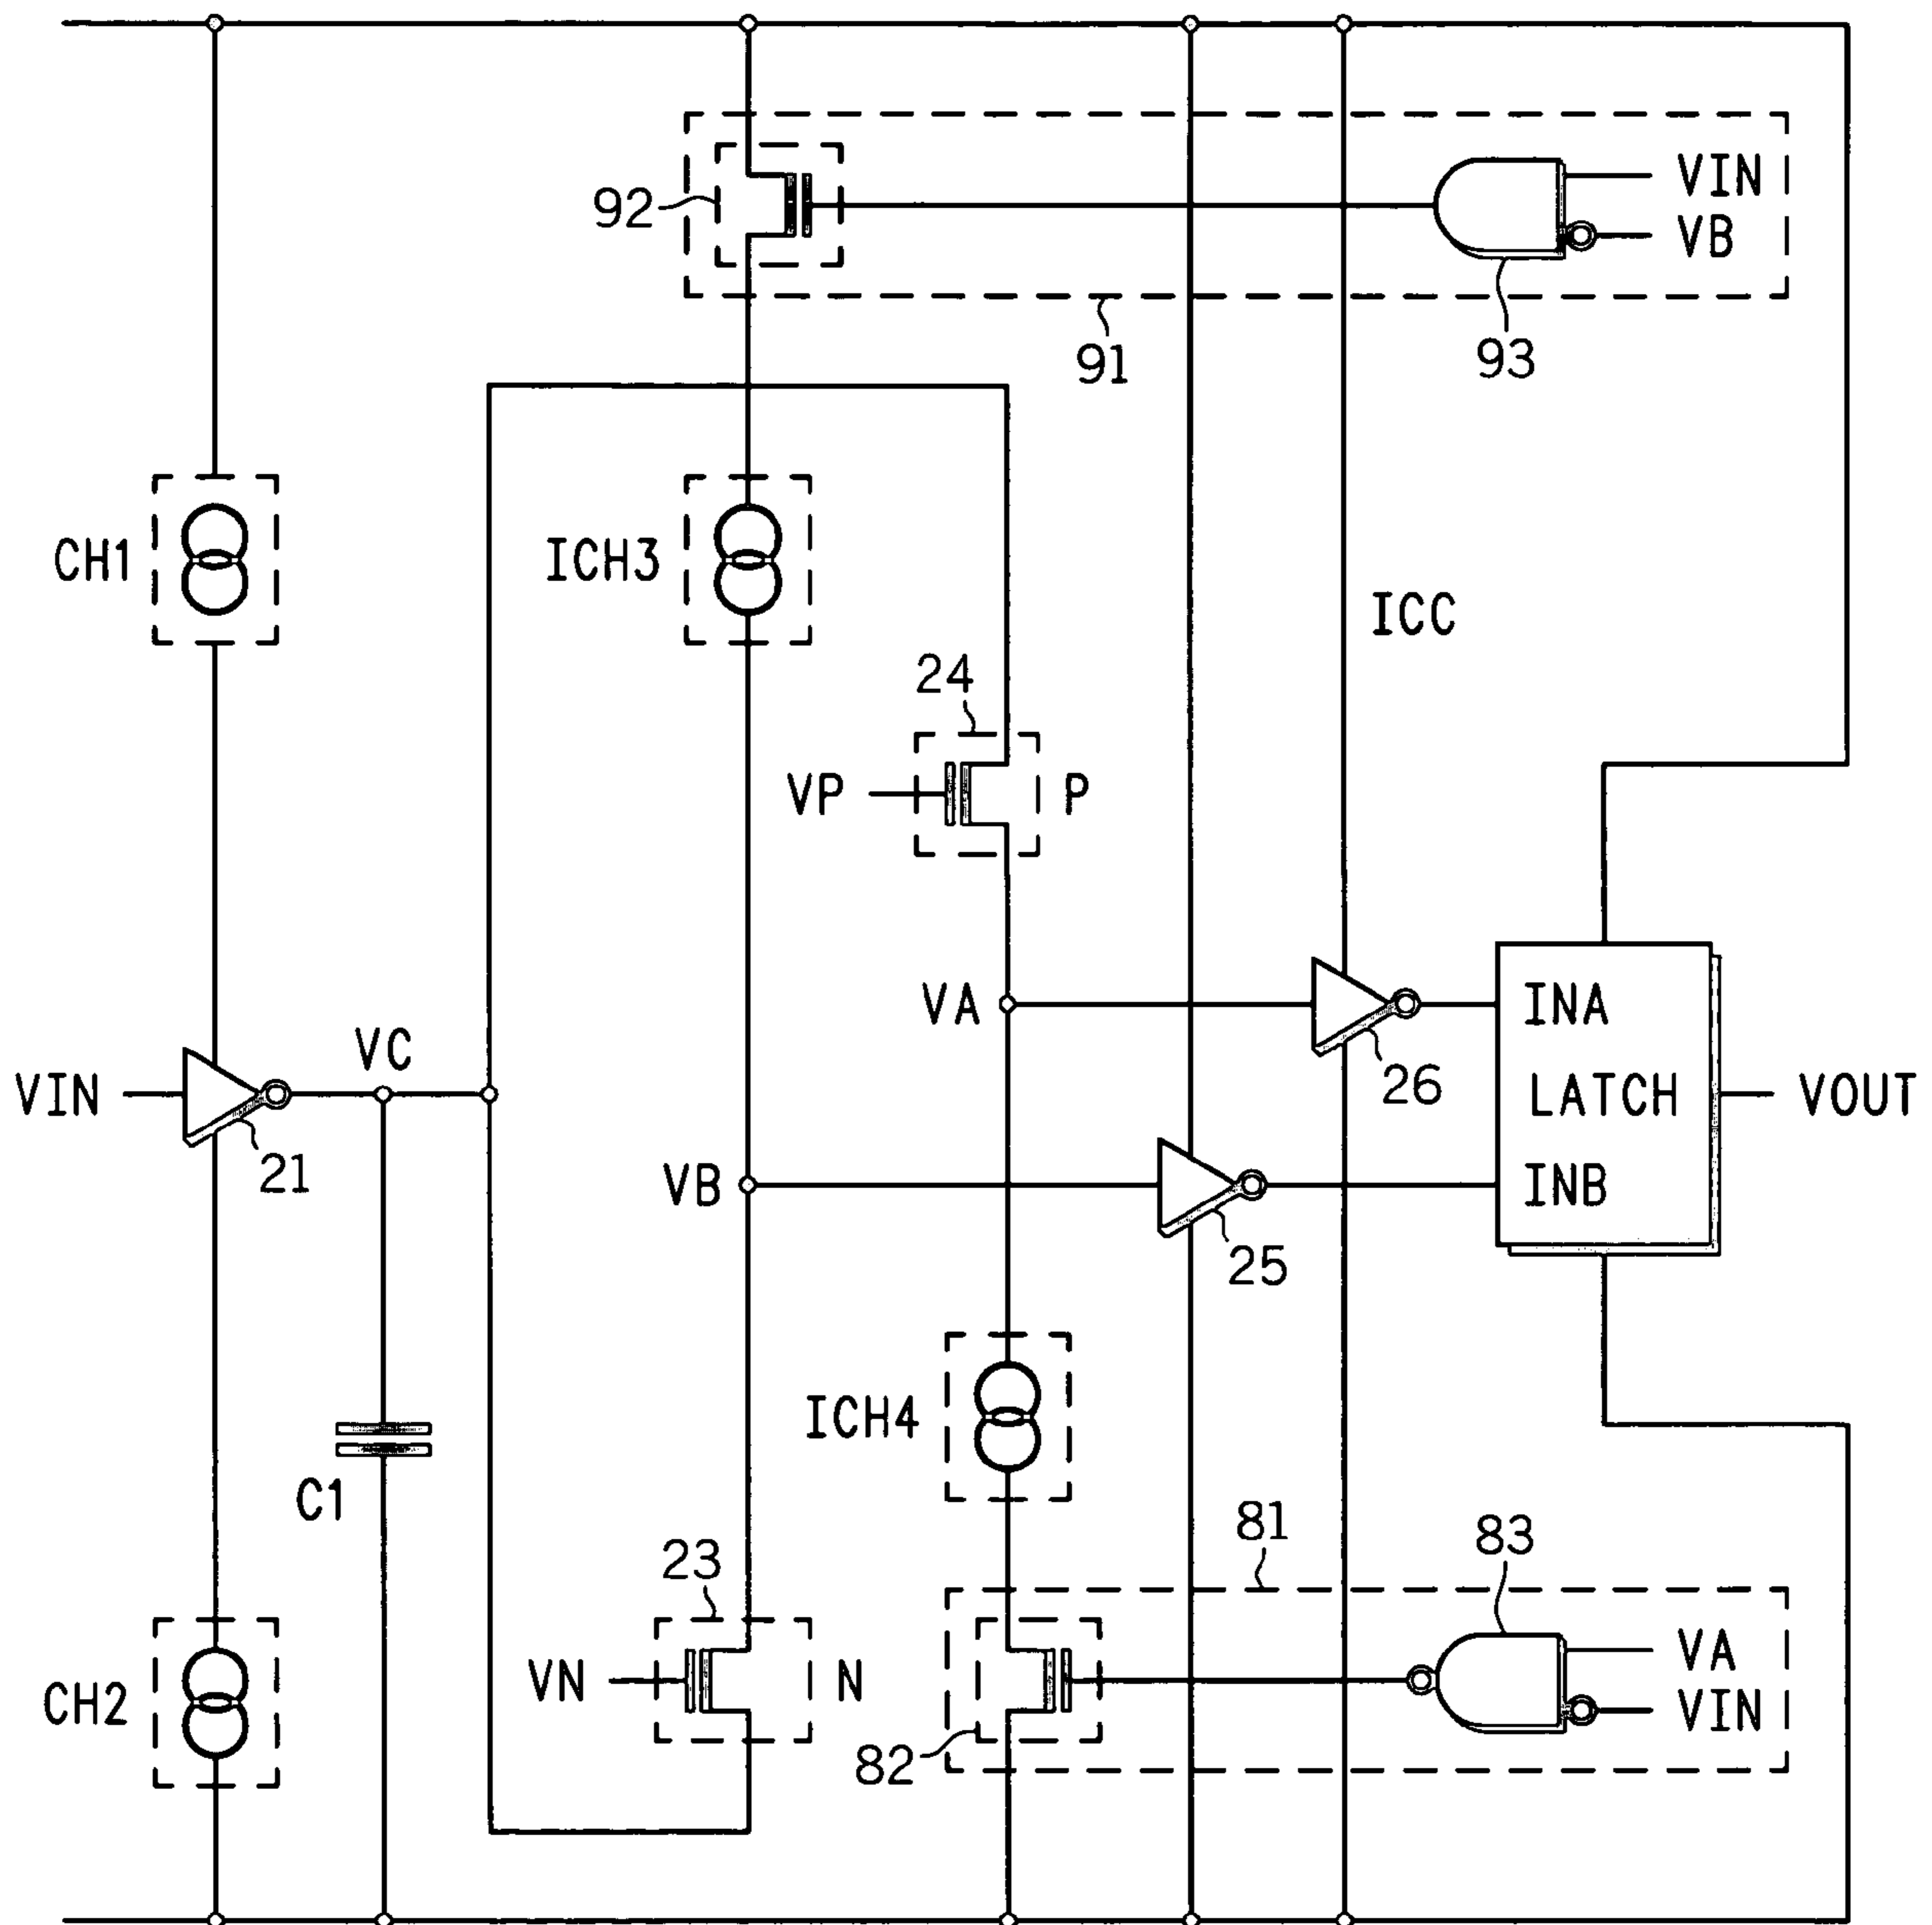 VIN
92
VB
91
93
CH1
ICH3
ICC
24
VP
P
VA
INA
VC
26
VIN
LATCH
VOUT
21
VB
INB
25
ICH4
C1
81
83
23
VA
VN
N
CH2
VIN
82